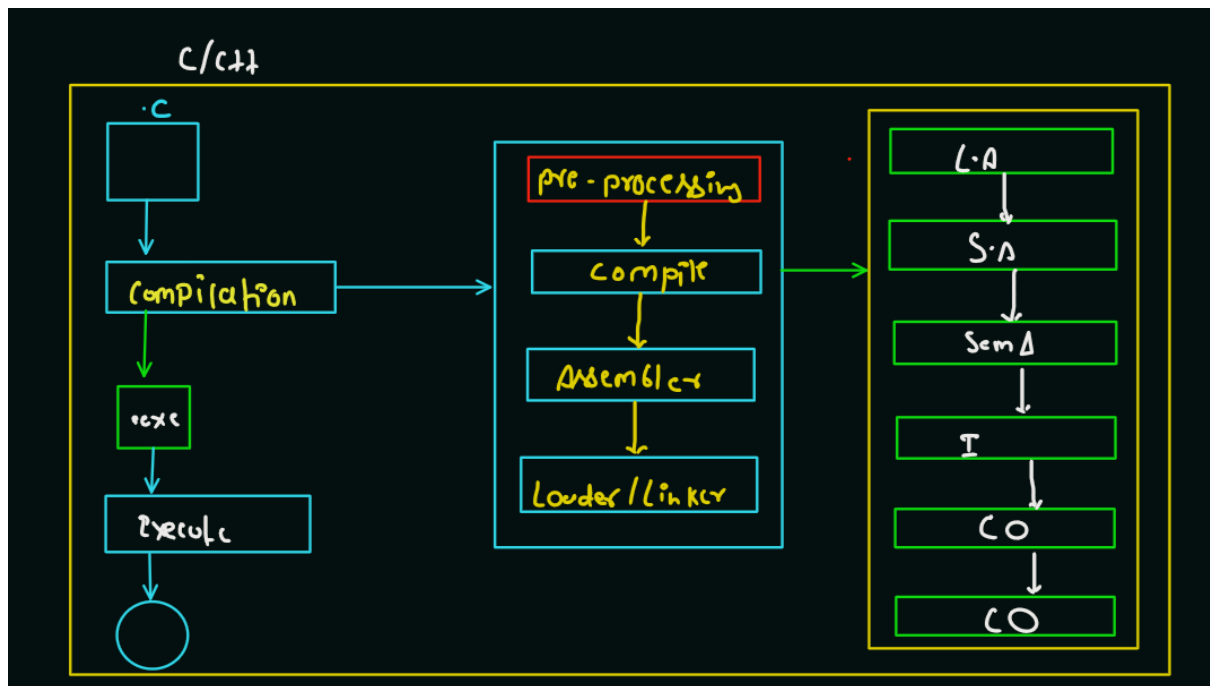 C/C++
.C
Compilation
.exe
Execute
Pre-processing
Compile
Assembler
Loader/Linker
L.A
S.A
Sem A
I
CO
CO